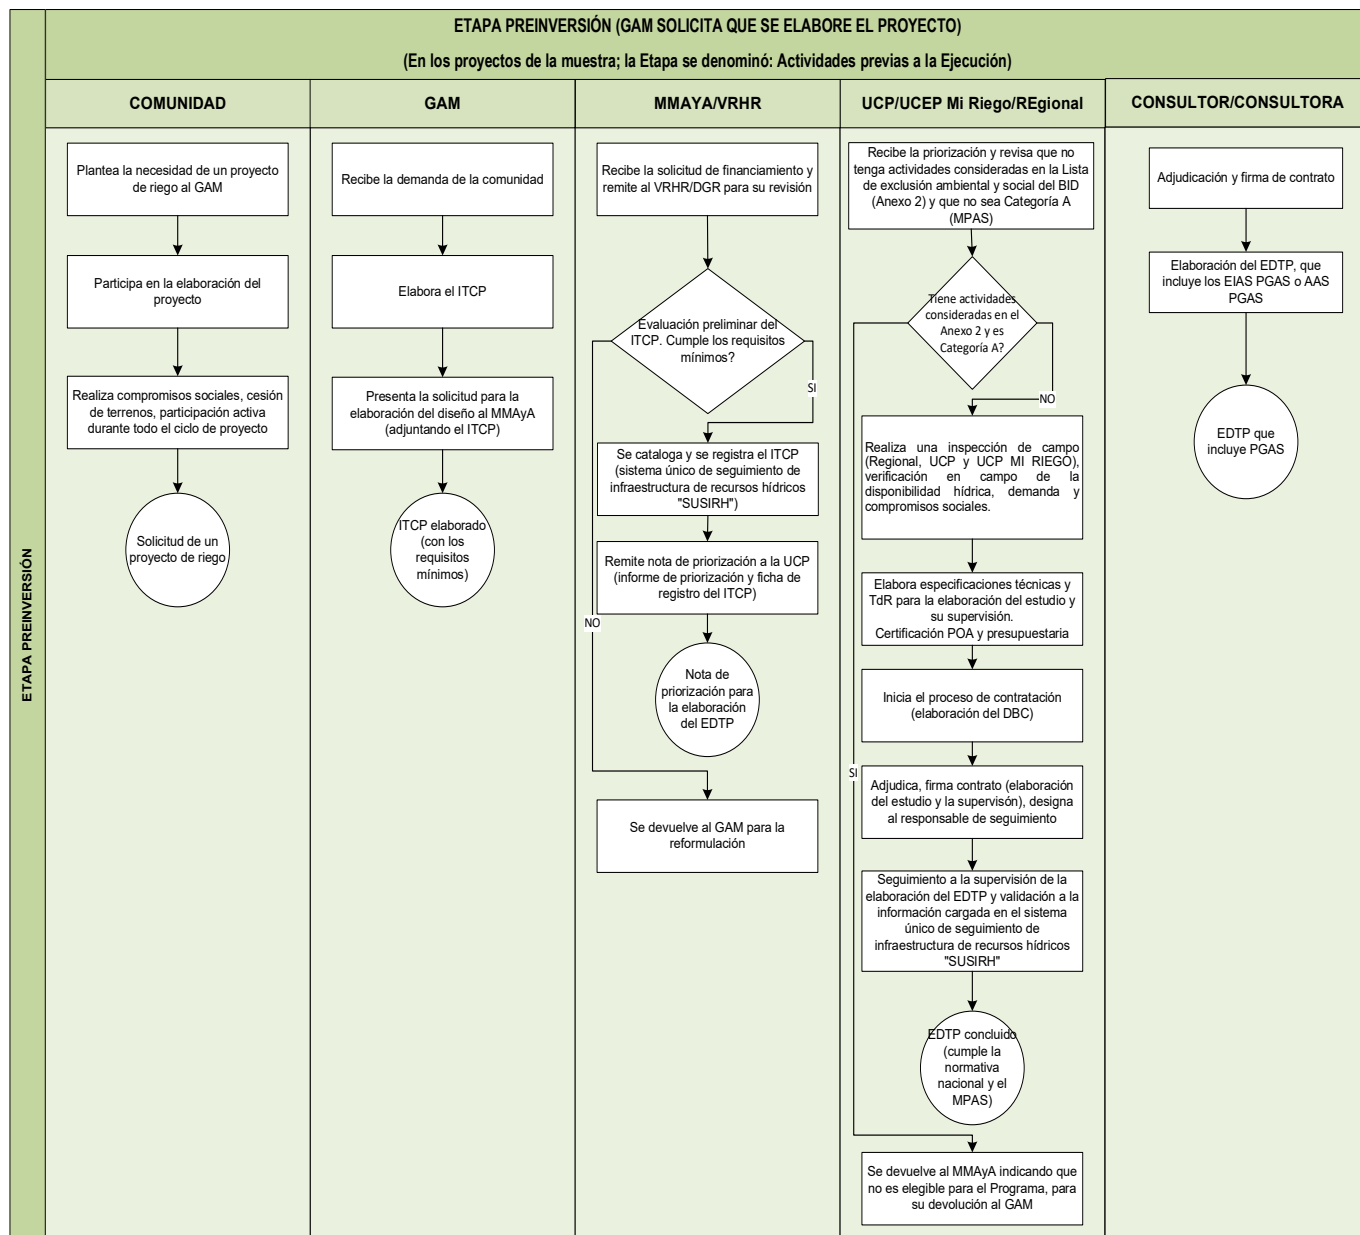 ETAPA PREINVERSIÓN (GAM SOLICITA QUE SE ELABORE EL PROYECTO)
(En los proyectos de la muestra; la Etapa se denominó: Actividades previas a la Ejecución)
ETAPA PREINVERSIÓN
COMUNIDAD
Plantea la necesidad de un proyecto
de riego al GAM
Participa en la elaboración del
proyecto
Realiza compromisos sociales, cesión
de terrenos, participación activa
durante todo el ciclo de proyecto
Solicitud de un
proyecto de riego
GAM
Recibe la demanda de la comunidad
Elabora el ITCP
Presenta la solicitud para la
elaboración del diseño al MMAyA
(adjuntando el ITCP)
ITCP elaborado
(con los
requisitos
mínimos)
MMAYA/VRHR
Recibe la solicitud de financiamiento y
remite al VRHR/DGR para su revisión
Evaluación preliminar del
ITCP. Cumple los requisitos
mínimos?
SI
Se cataloga y se registra el ITCP
(sistema único de seguimiento de
infraestructura de recursos hídricos
"SUSIRH")
Remite nota de priorización a la UCP
(informe de priorización y ficha de
registro del ITCP)
NO
Nota de
priorización para
la elaboración
del EDTP
Se devuelve al GAM para la
reformulación
UCP/UCEP Mi Riego/REgional
Recibe la priorización y revisa que no
tenga actividades consideradas en la Lista
de exclusión ambiental y social del BID
(Anexo 2) y que no sea Categoría A
(MPAS)
Tiene actividades
consideradas en el
Anexo 2 y es
Categoría A?
NO
Realiza una inspección de campo
(Regional, UCP y UCP MI RIEGO),
verificación en campo de la
disponibilidad hídrica, demanda y
compromisos sociales.
Elabora especificaciones técnicas y
TdR para la elaboración del estudio y
su supervisión.
Certificación POA y presupuestaria
Inicia el proceso de contratación
(elaboración del DBC)
SI
Adjudica, firma contrato (elaboración
del estudio y la supervisón), designa
al responsable de seguimiento
Seguimiento a la supervisión de la
elaboración del EDTP y validación a la
información cargada en el sistema
único de seguimiento de
infraestructura de recursos hídricos
"SUSIRH"
EDTP concluido
(cumple la
normativa
nacional y el
MPAS)
Se devuelve al MMAyA indicando que
no es elegible para el Programa, para
su devolución al GAM
CONSULTOR/CONSULTORA
Adjudicación y firma de contrato
Elaboración del EDTP, que
incluye los EIAS PGAS o AAS
PGAS
EDTP que
incluye PGAS